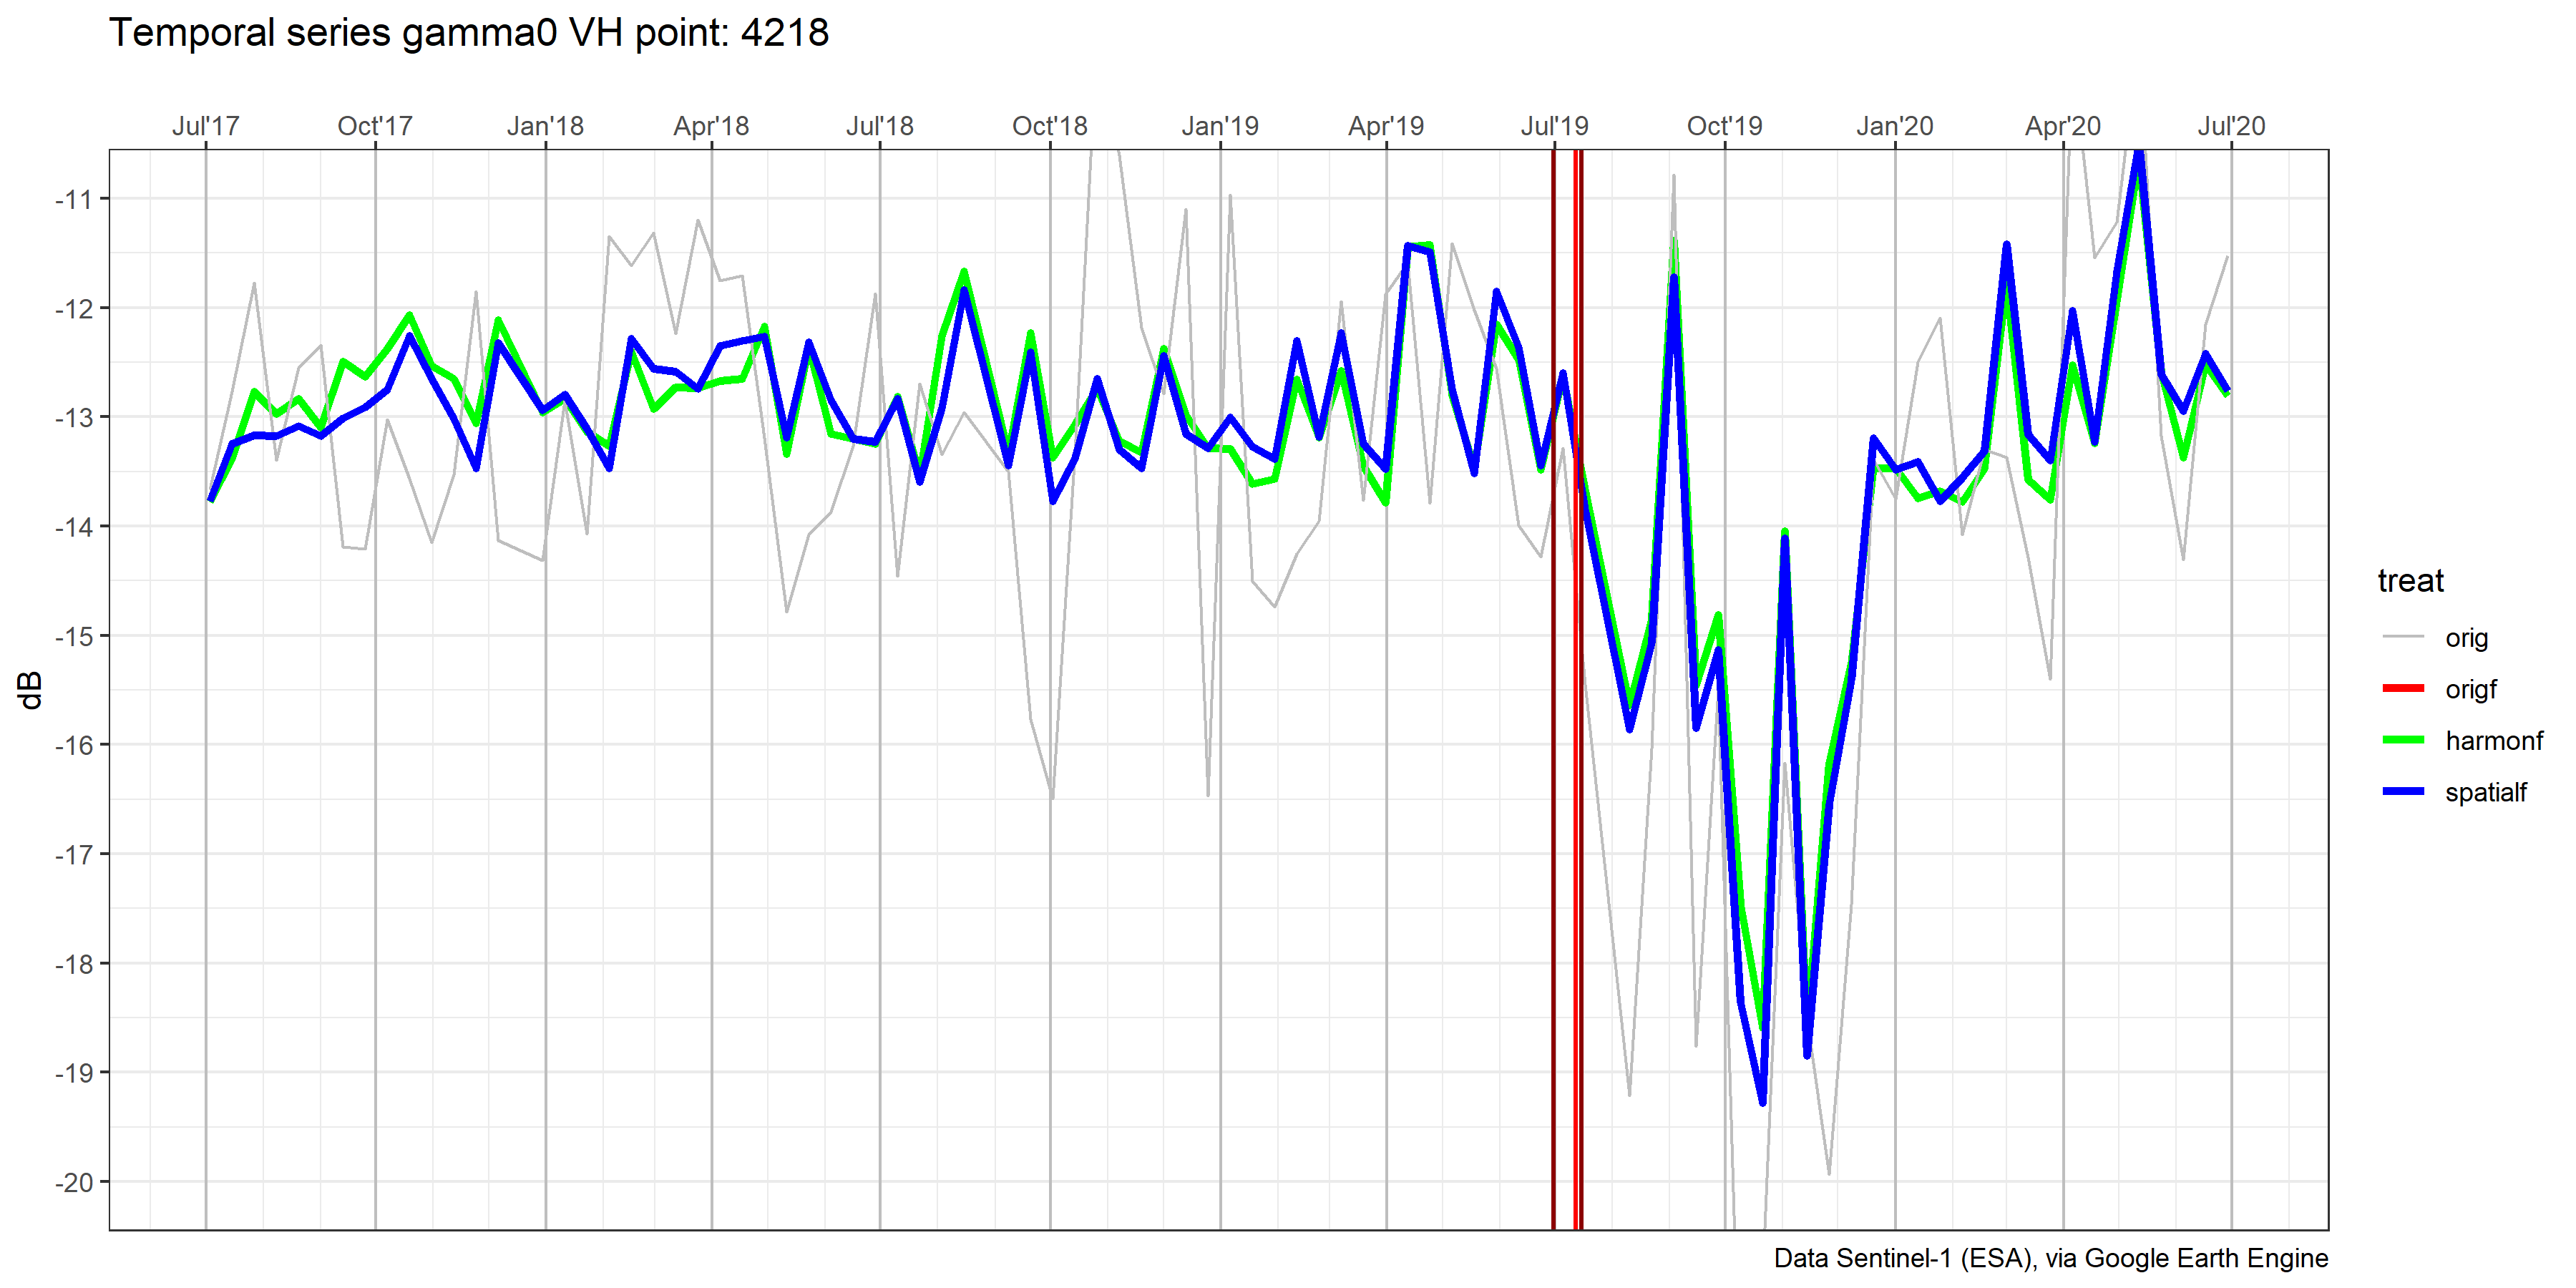 Temporal series gamma0 VH point: 4218
Jul'17 Oct'17 Jan'18 Apr'18 Jul'18 Oct'18 Jan'19 Apr'19 Jul'19 Oct'19 Jan'20 Apr'20 Jul'20
-11
-12
-13
-14
-15
-16
-17
-18
-19
-20
dB
treat
orig
origf
harmonf
spatialf
Data Sentinel-1 (ESA), via Google Earth Engine